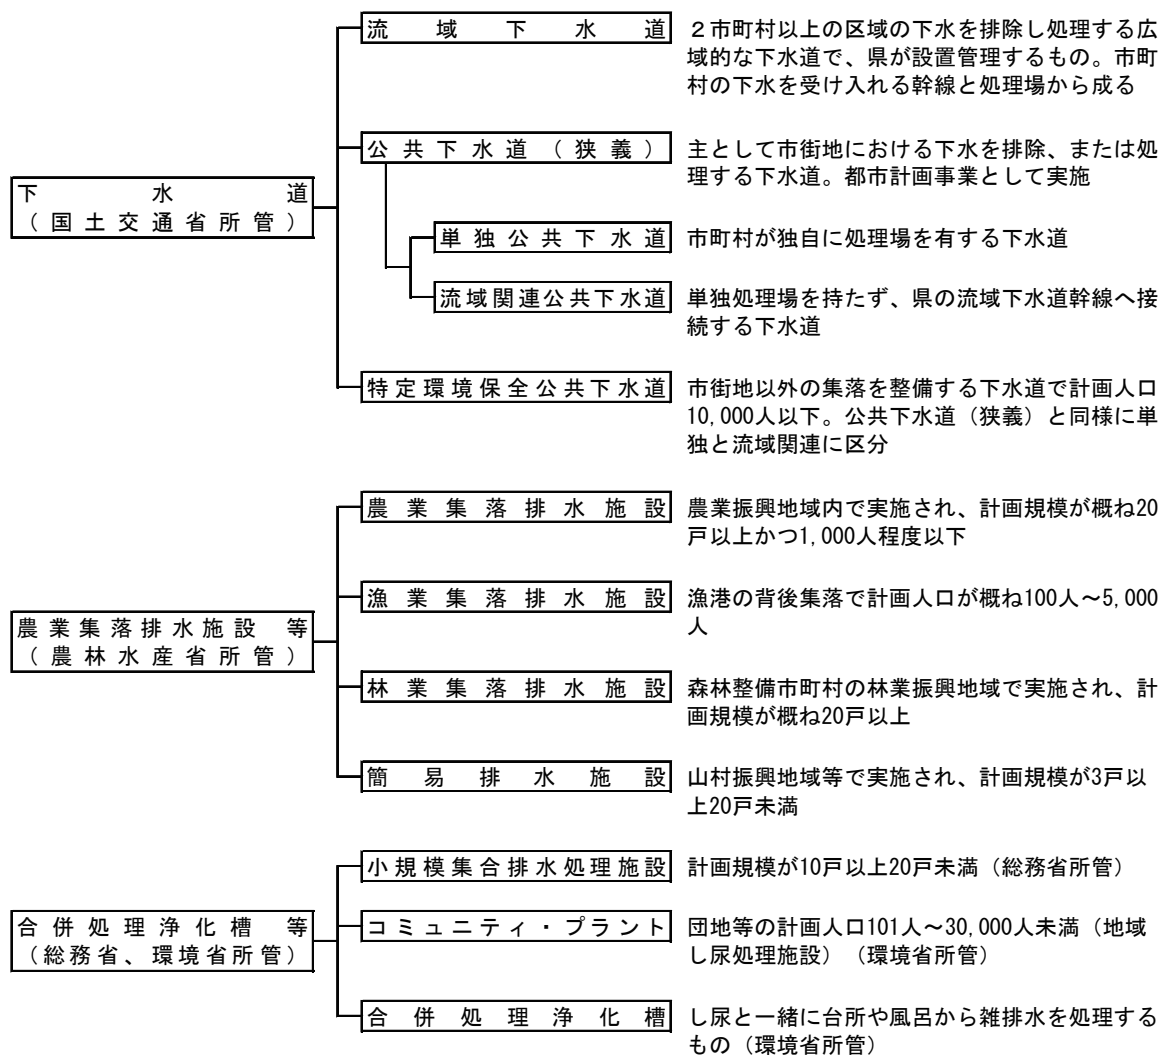 流域下水道
２市町村以上の区域の下水を排除し処理する広
域的な下水道で、県が設置管理するもの。市町
村の下水を受け入れる幹線と処理場から成る
公共下水道（狭義）
主として市街地における下水を排除、または処
理する下水道。都市計画事業として実施
下水道
（国土交通省所管）
単独公共下水道
市町村が独自に処理場を有する下水道
流域関連公共下水道
単独処理場を持たず、県の流域下水道幹線へ接
続する下水道
特定環境保全公共下水道
市街地以外の集落を整備する下水道で計画人口
10,000人以下。公共下水道（狭義）と同様に単
独と流域関連に区分
農業集落排水施設
農業振興地域内で実施され、計画規模が概ね20
戸以上かつ1,000人程度以下
漁業集落排水施設
漁港の背後集落で計画人口が概ね100人～5,000
人
農業集落排水施設 等
（農林水産省所管）
林業集落排水施設
森林整備市町村の林業振興地域で実施され、計
画規模が概ね20戸以上
簡易排水施設
山村振興地域等で実施され、計画規模が3戸以
上20戸未満
小規模集合排水処理施設
計画規模が10戸以上20戸未満（総務省所管）
合併処理浄化槽 等
（総務省、環境省所管）
コミュニティ・プラント
団地等の計画人口101人～30,000人未満（地域
し尿処理施設）（環境省所管）
合併処理浄化槽
し尿と一緒に台所や風呂から雑排水を処理する
もの（環境省所管）